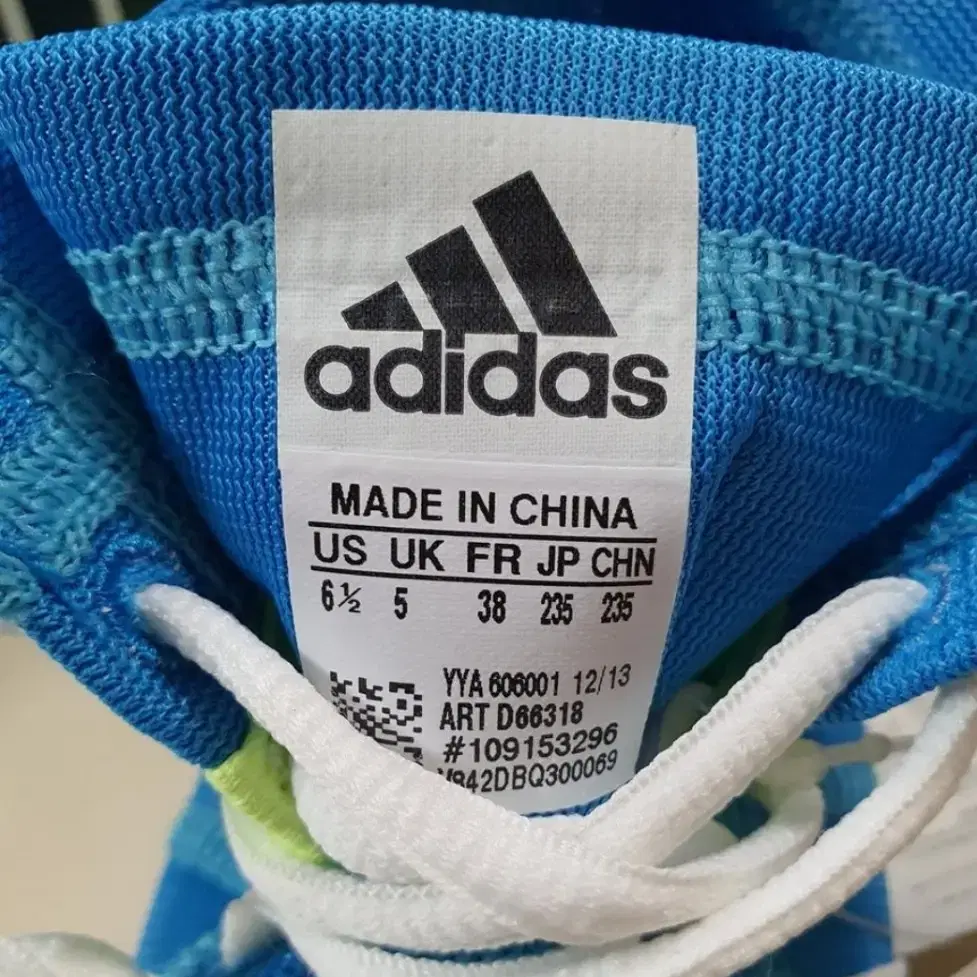 adidas
MADE IN CHINA
US UK FR JP CHN
6½ 5 38 235 235
YYA 606001 12/13
ART D66318
#109153296